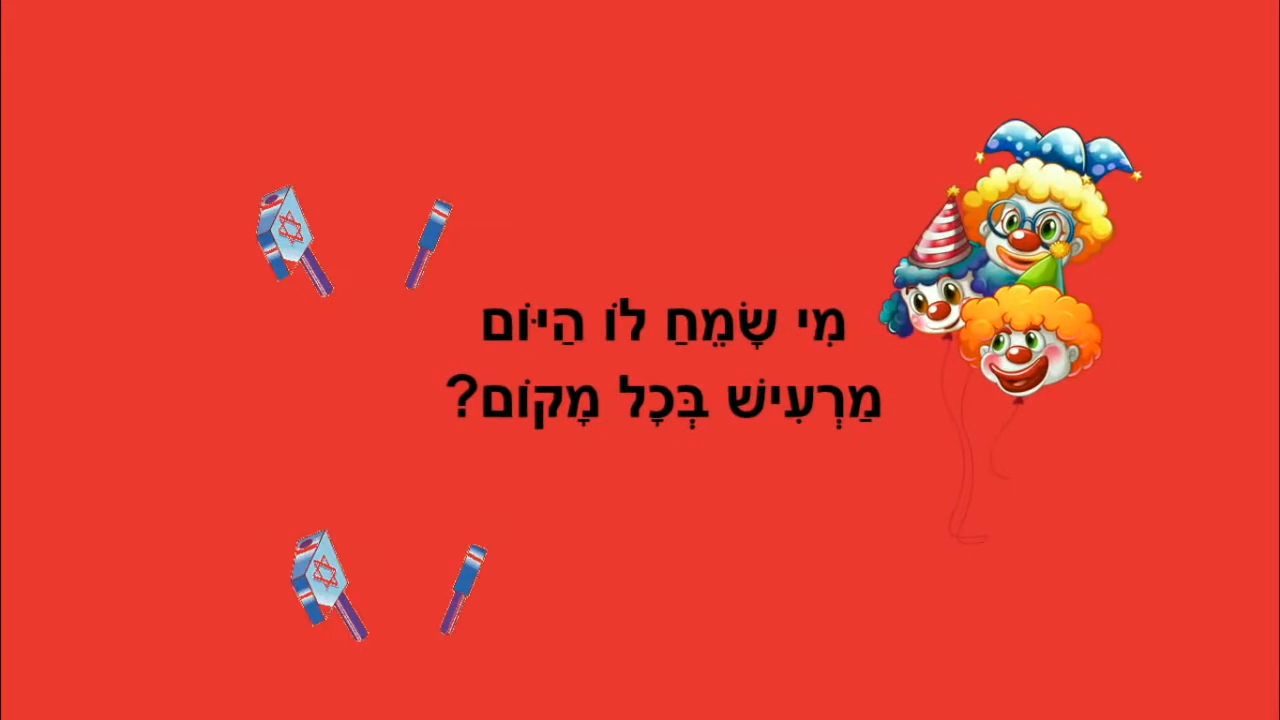 מִי שָׂמֵחַ לוֹ הַיּוֹם
מַרְעִישׁ בְּכָל מָקוֹם?